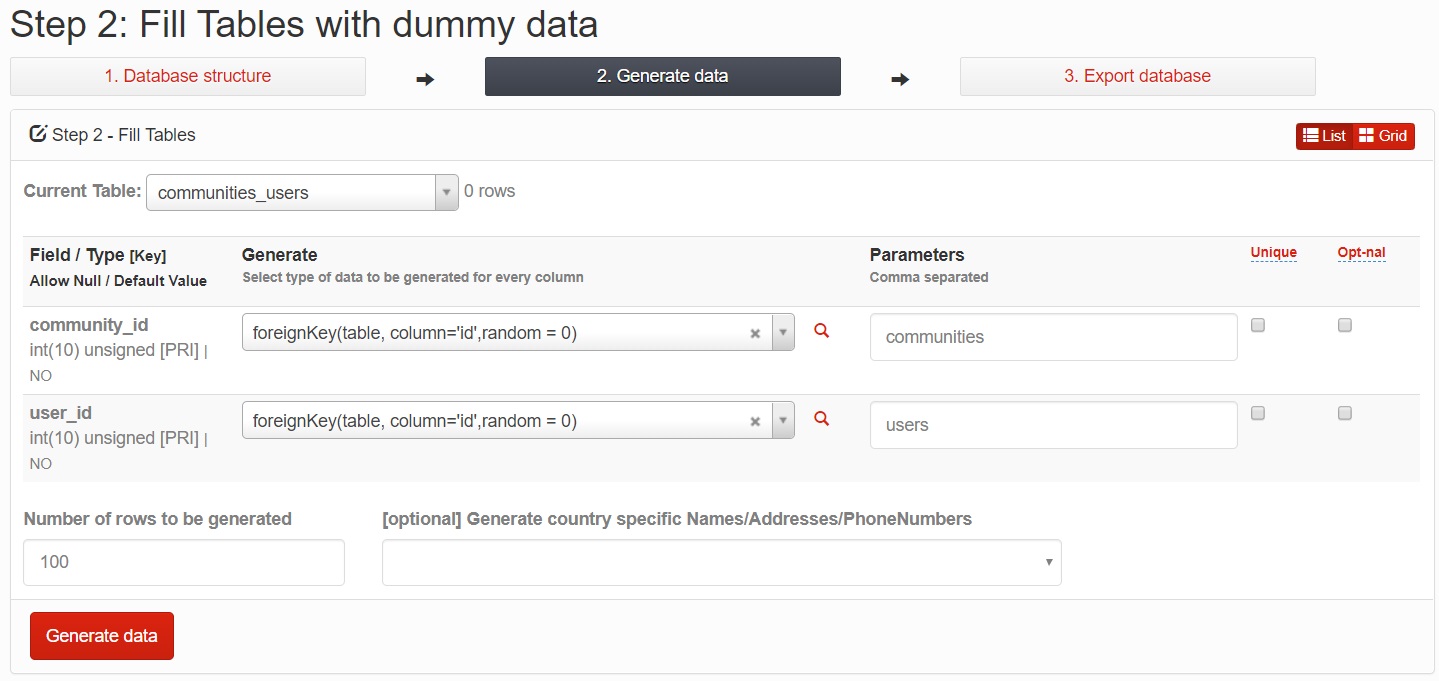 Step 2: Fill Tables with dummy data
1. Database structure
2. Generate data
3. Export database
Step 2 - Fill Tables
List
Grid
Current Table:
communities_users
0 rows
Field / Type [Key]
Generate
Parameters
Unique
Opt-nal
Allow Null / Default Value
Select type of data to be generated for every column
Comma separated
community_id
int(10) unsigned [PRI] |
NO
foreignKey(table, column='id',random = 0)
communities
user_id
int(10) unsigned [PRI] |
NO
foreignKey(table, column='id',random = 0)
users
Number of rows to be generated
[optional] Generate country specific Names/Addresses/PhoneNumbers
100
Generate data